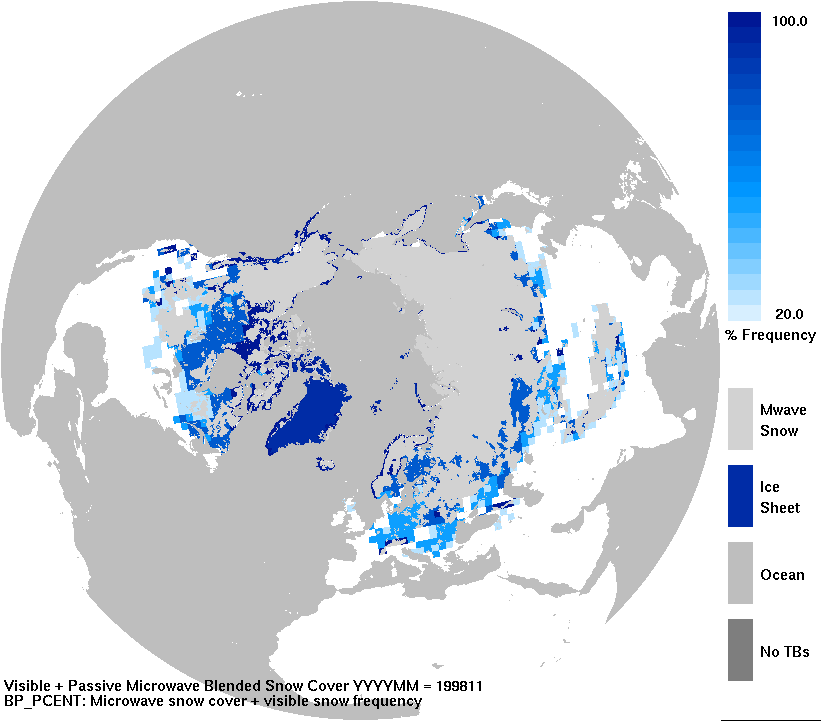 100.0
20.0
% Frequency
Mwave
Snow
Ice
Sheet
Ocean
No TBs
Visible + Passive Microwave Blended Snow Cover YYYYMM = 199811
BP_PCENT: Microwave snow cover + visible snow frequency